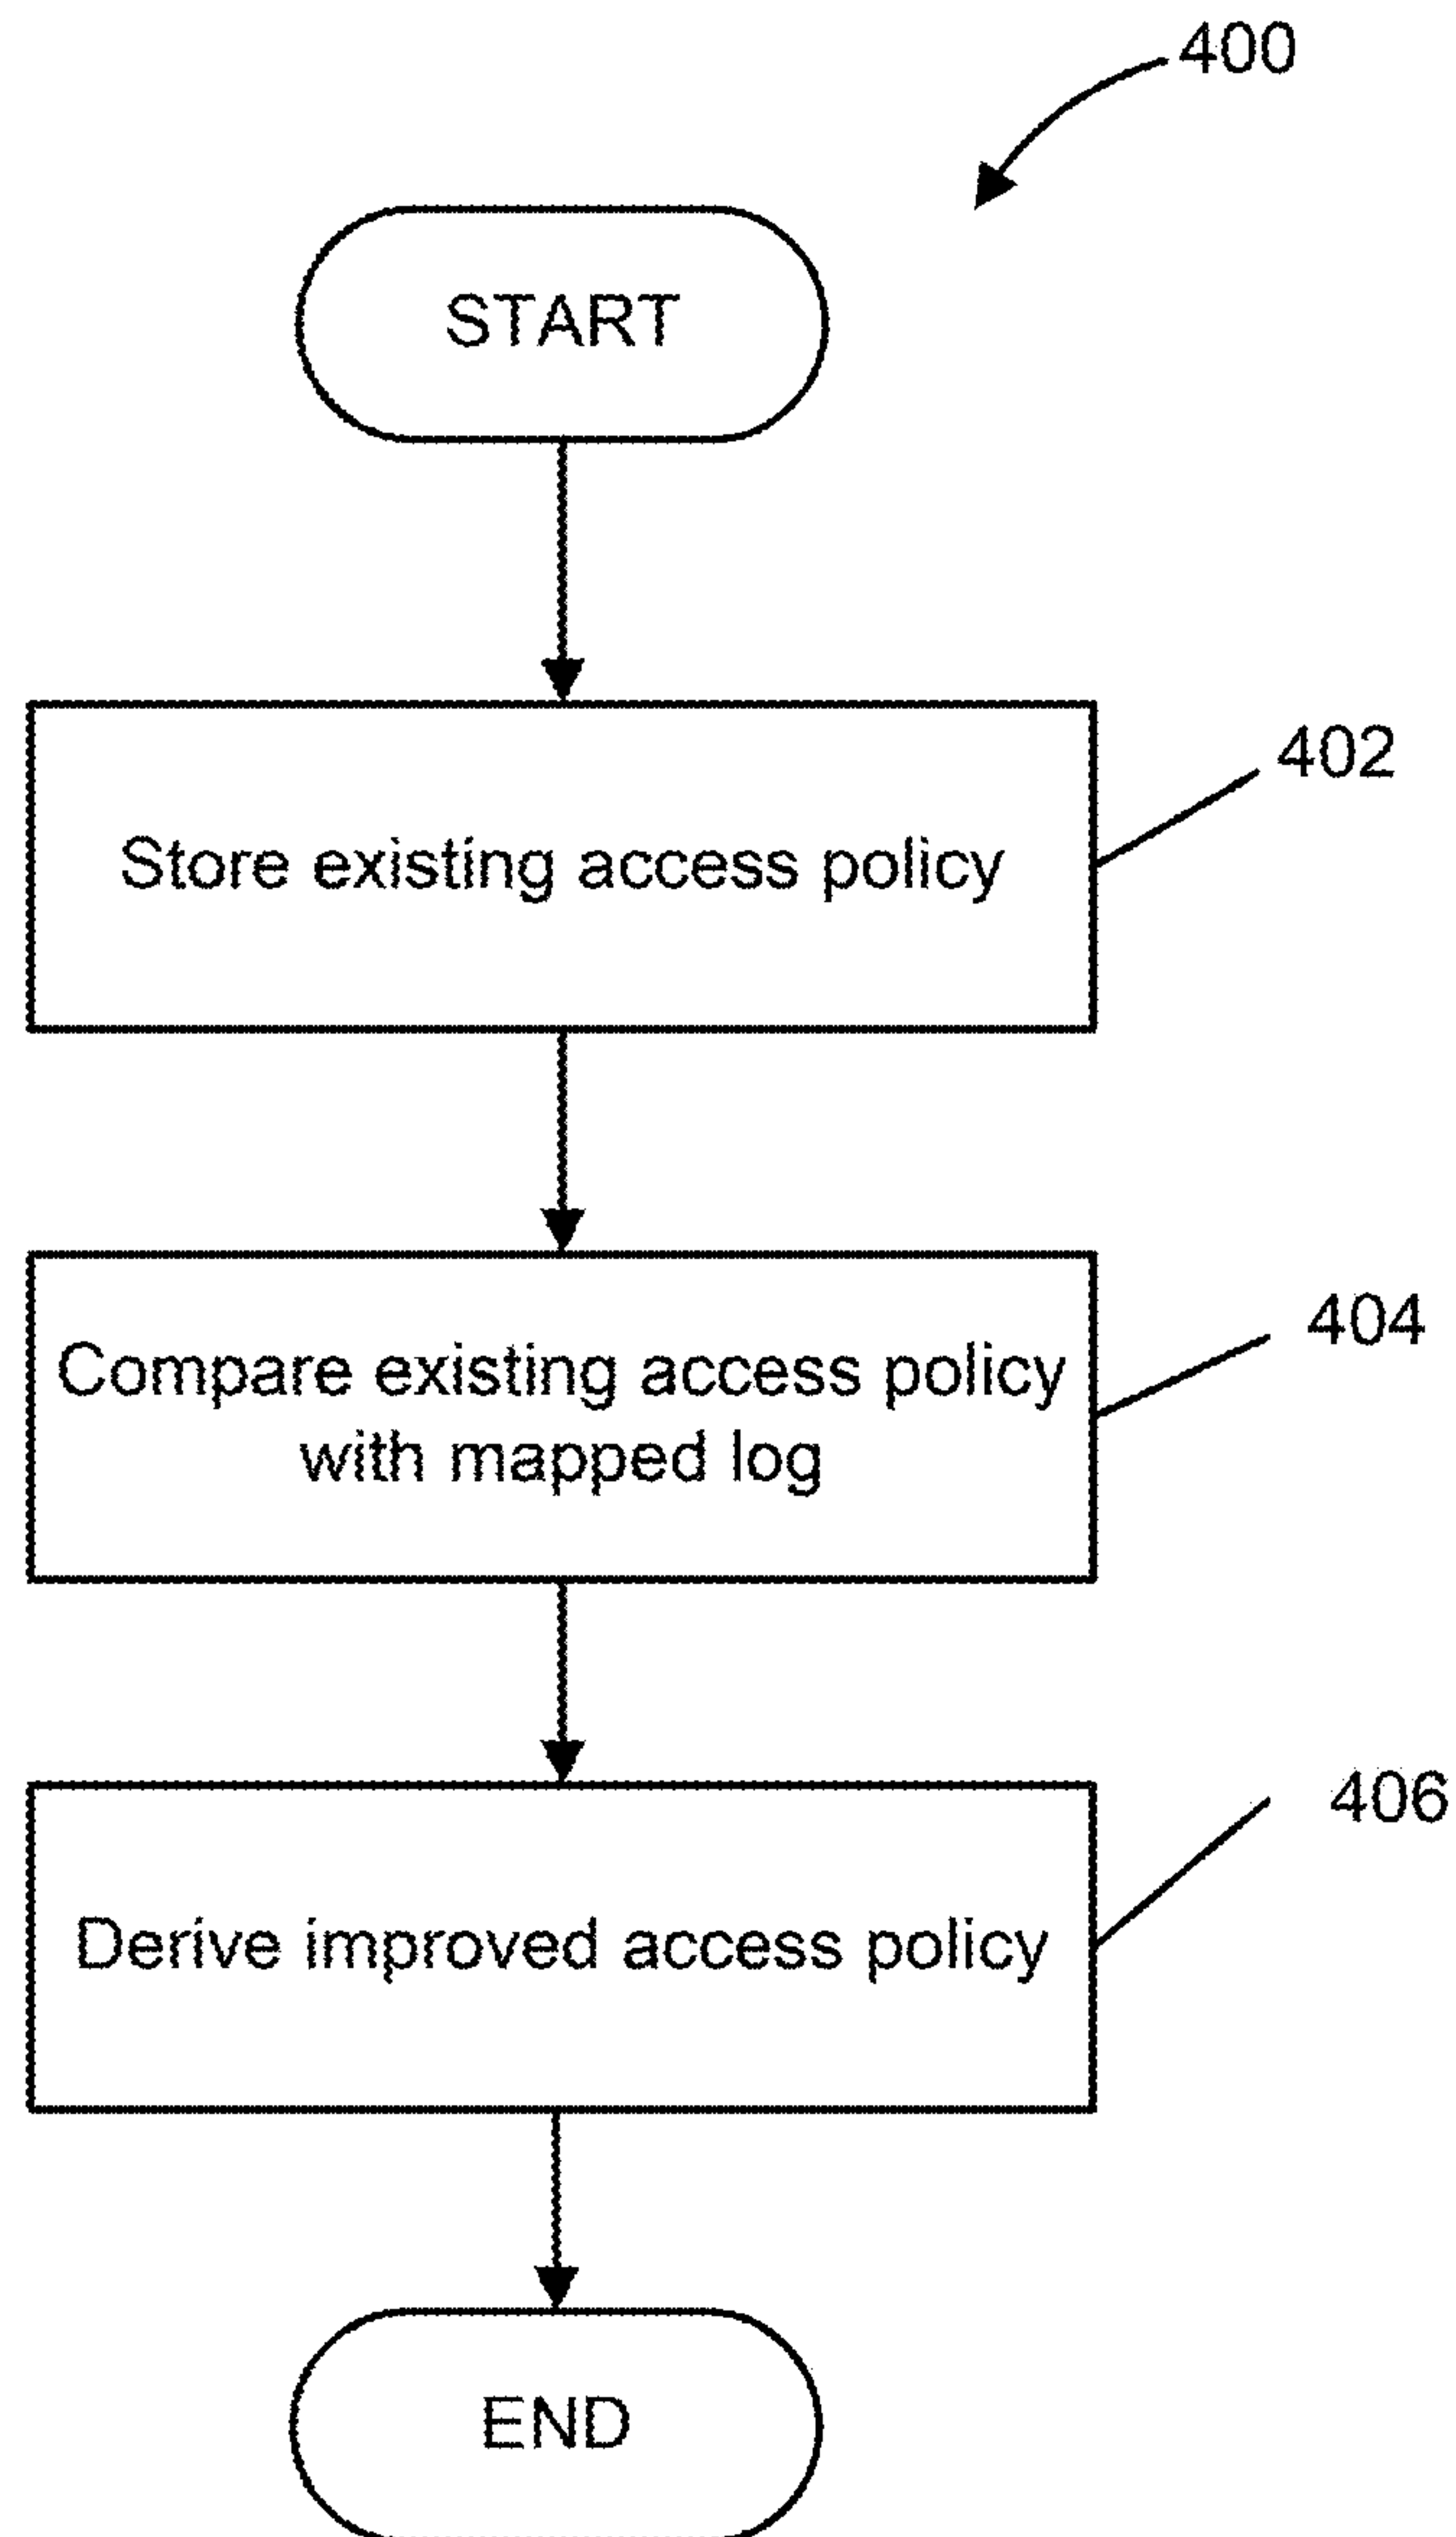 400
START
402
Store existing access policy
404
Compare existing access policy
with mapped log
406
Derive improved access policy
END